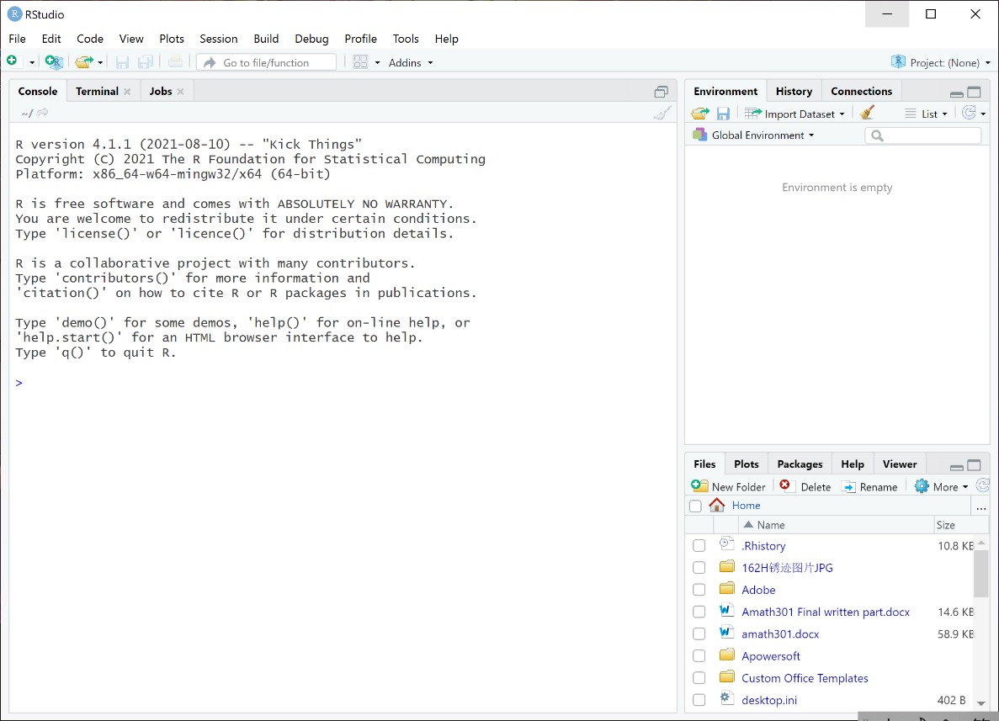 RStudio
File Edit Code View Plots Session Build Debug Profile Tools Help
Go to file/function Addins Project: (None)
Console Terminal Jobs
~/
R version 4.1.1 (2021-08-10) -- "Kick Things"
Copyright (C) 2021 The R Foundation for Statistical Computing
Platform: x86_64-w64-mingw32/x64 (64-bit)
R is free software and comes with ABSOLUTELY NO WARRANTY.
You are welcome to redistribute it under certain conditions.
Type 'license()' or 'licence()' for distribution details.
R is a collaborative project with many contributors.
Type 'contributors()' for more information and
'citation()' on how to cite R or R packages in publications.
Type 'demo()' for some demos, 'help()' for on-line help, or
'help.start()' for an HTML browser interface to help.
Type 'q()' to quit R.
>
Environment History Connections
Import Dataset List
Global Environment
Environment is empty
Files Plots Packages Help Viewer
New Folder Delete Rename More
Home ...
Name Size
.Rhistory 10.8 KB
162H锈迹图片JPG
Adobe
Amath301 Final written part.docx 14.6 KB
amath301.docx 58.9 KB
Apowersoft
Custom Office Templates
desktop.ini 402 B